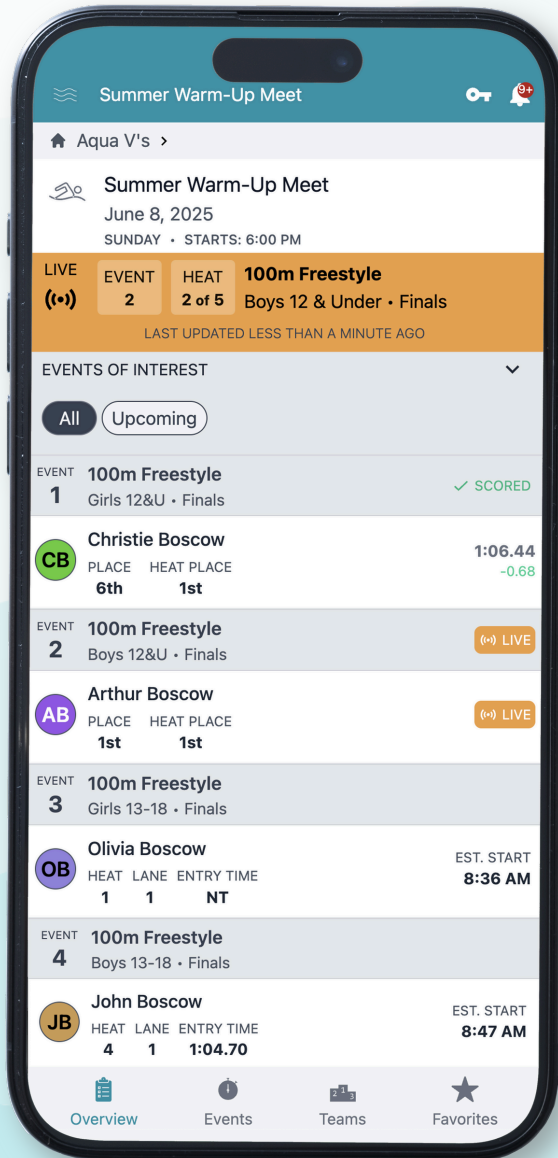 Summer Warm-Up Meet
9+
Aqua V's >
Summer Warm-Up Meet
June 8, 2025
SUNDAY • STARTS: 6:00 PM
LIVE
EVENT
2
HEAT
2 of 5
100m Freestyle
Boys 12 & Under • Finals
LAST UPDATED LESS THAN A MINUTE AGO
EVENTS OF INTEREST
All
Upcoming
EVENT
1
100m Freestyle
Girls 12&U • Finals
SCORED
CB
Christie Boscow
PLACE HEAT PLACE
6th 1st
1:06.44
-0.68
EVENT
2
100m Freestyle
Boys 12&U • Finals
LIVE
AB
Arthur Boscow
PLACE HEAT PLACE
1st 1st
LIVE
EVENT
3
100m Freestyle
Girls 13-18 • Finals
OB
Olivia Boscow
HEAT LANE ENTRY TIME
1 1 NT
EST. START
8:36 AM
EVENT
4
100m Freestyle
Boys 13-18 • Finals
JB
John Boscow
HEAT LANE ENTRY TIME
4 1 1:04.70
EST. START
8:47 AM
Overview
Events
2 1 3
Teams
Favorites